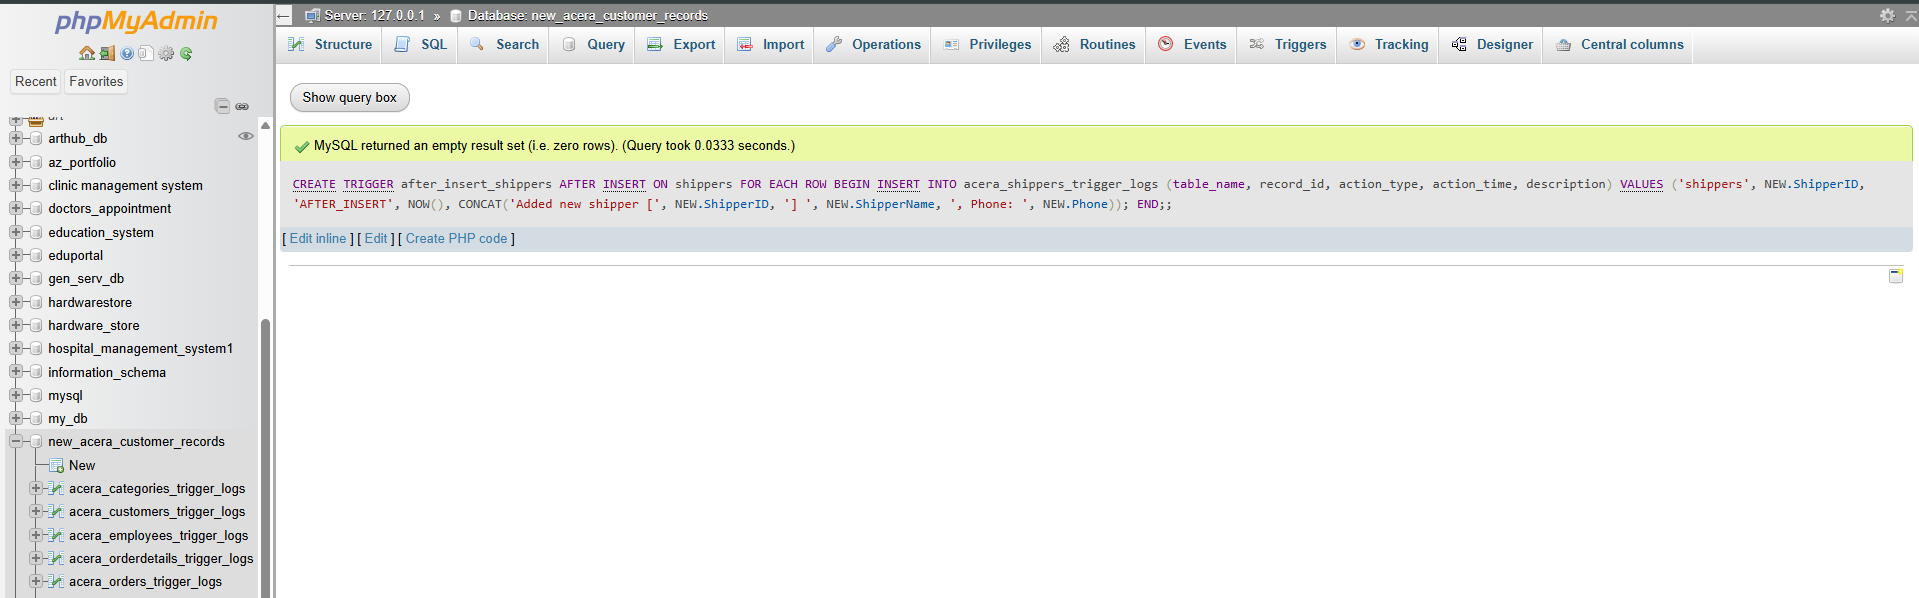 phpMyAdmin
Recent Favorites
art
arthub_db
az_portfolio
clinic management system
doctors_appointment
education_system
eduportal
gen_serv_db
hardwarestore
hardware_store
hospital_management_system1
information_schema
mysql
my_db
new_acera_customer_records
New
acera_categories_trigger_logs
acera_customers_trigger_logs
acera_employees_trigger_logs
acera_orderdetails_trigger_logs
acera_orders_trigger_logs
Server: 127.0.0.1 » Database: new_acera_customer_records
Structure SQL Search Query Export Import Operations Privileges Routines Events Triggers Tracking Designer Central columns
Show query box
MySQL returned an empty result set (i.e. zero rows). (Query took 0.0333 seconds.)
CREATE TRIGGER after_insert_shippers AFTER INSERT ON shippers FOR EACH ROW BEGIN INSERT INTO acera_shippers_trigger_logs (table_name, record_id, action_type, action_time, description) VALUES ('shippers', NEW.ShipperID,
'AFTER_INSERT', NOW(), CONCAT('Added new shipper [', NEW.ShipperID, '] ', NEW.ShipperName, ', Phone: ', NEW.Phone)); END;;
[ Edit inline ] [ Edit ] [ Create PHP code ]